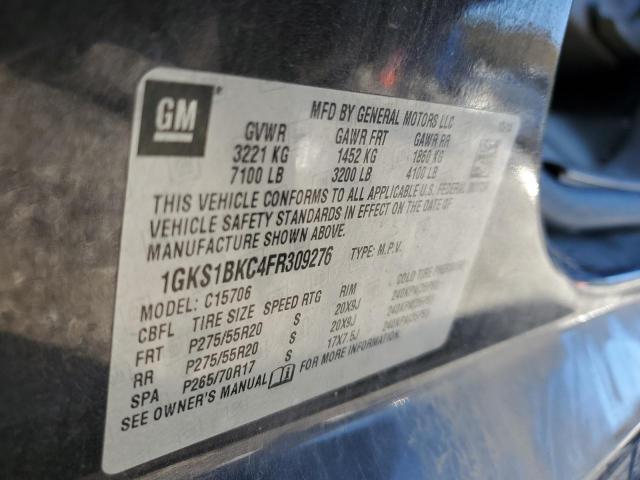 GM
MFD BY GENERAL MOTORS LLC
GVWR GAWR FRT GAWR RR
3221 KG 1452 KG 1860 KG
7100 LB 3200 LB 4100 LB
THIS VEHICLE CONFORMS TO ALL APPLICABLE U.S. FEDERAL MOTOR
VEHICLE SAFETY STANDARDS IN EFFECT ON THE DATE OF
MANUFACTURE SHOWN ABOVE.
1GKS1BKC4FR309276 TYPE: M.P.V.
MODEL: C15706
CBFL TIRE SIZE SPEED RTG RIM COLD TIRE PRESSURE
FRT P275/55R20 S 20X9J
RR P275/55R20 S 20X9J
SPA P265/70R17 S 17X7.5J
SEE OWNER'S MANUAL FOR MORE INFORMATION.